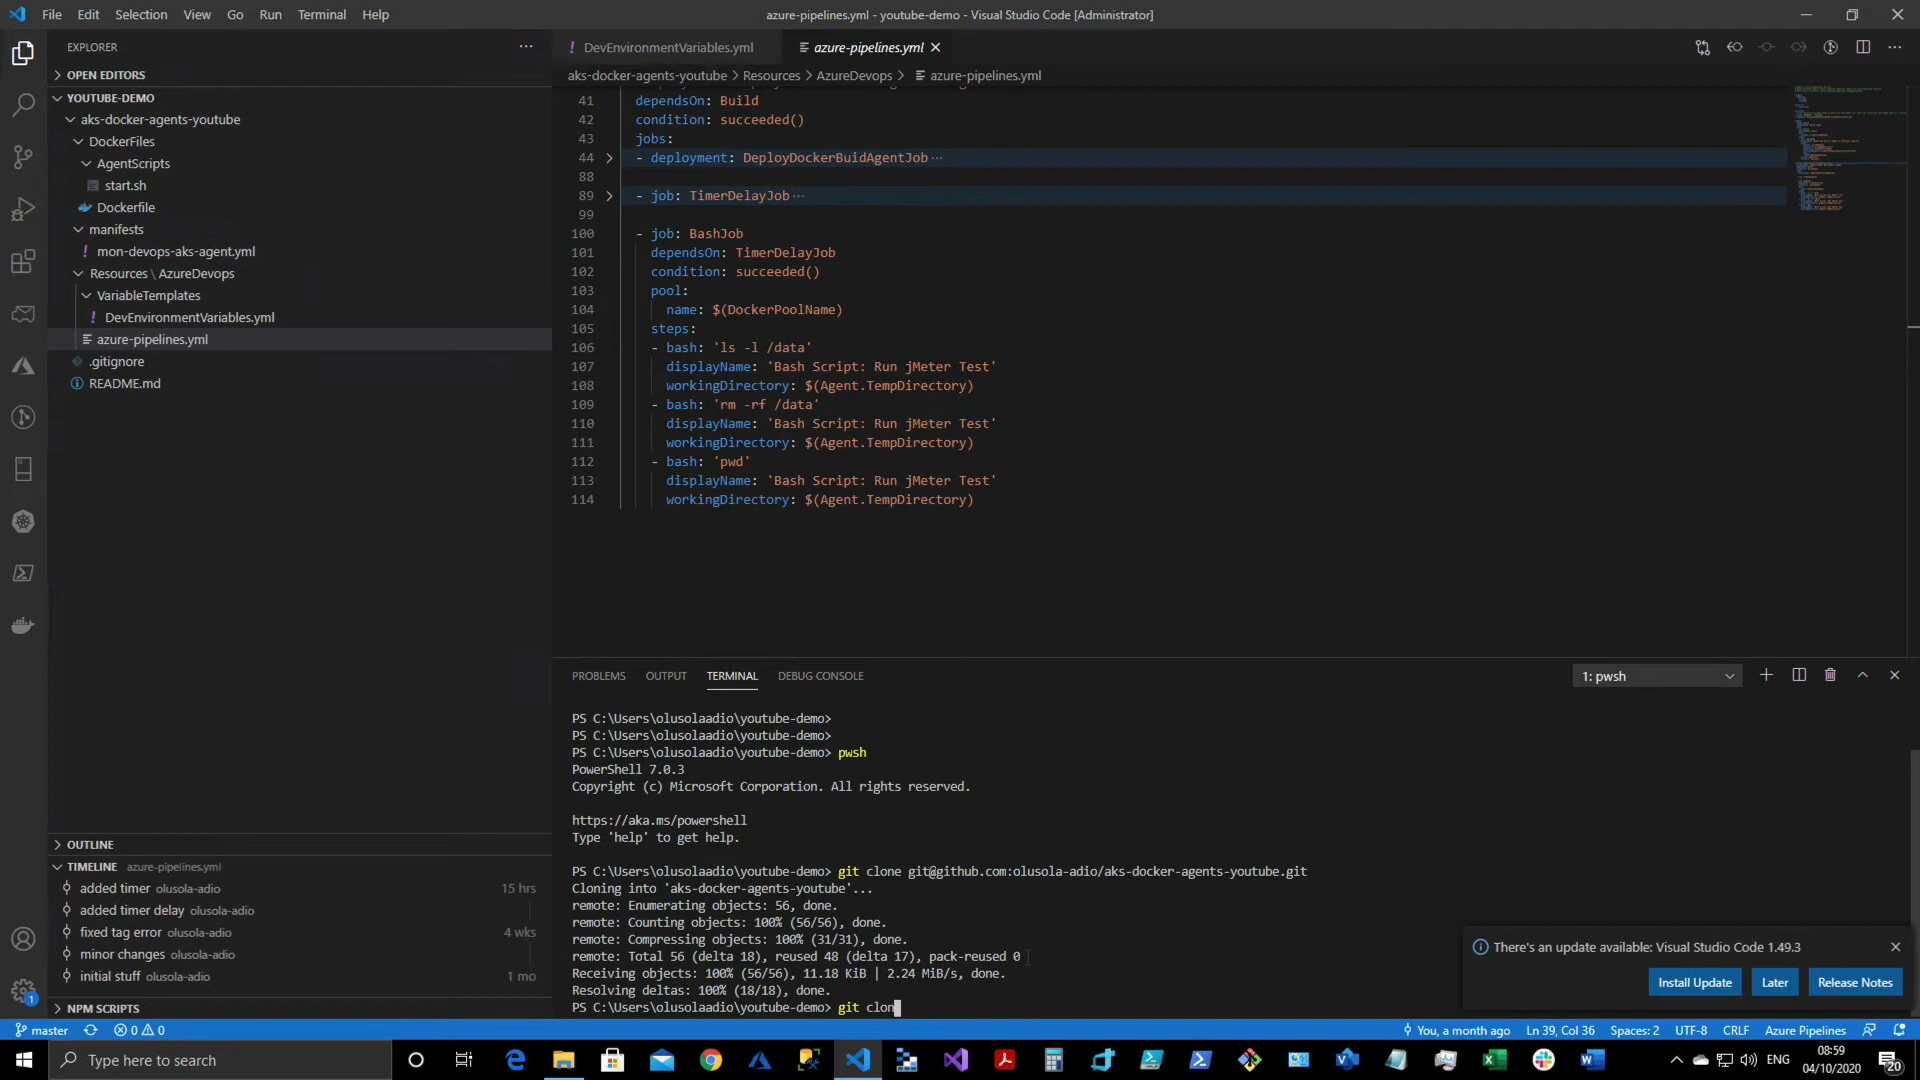 File Edit Selection View Go Run Terminal Help
azure-pipelines.yml - youtube-demo - Visual Studio Code [Administrator]
EXPLORER
OPEN EDITORS
YOUTUBE-DEMO
aks-docker-agents-youtube
DockerFiles
AgentScripts
start.sh
Dockerfile
manifests
mon-devops-aks-agent.yml
Resources \ AzureDevops
VariableTemplates
DevEnvironmentVariables.yml
azure-pipelines.yml
.gitignore
README.md
OUTLINE
TIMELINE azure-pipelines.yml
added timer olusola-adio 15 hrs
added timer delay olusola-adio
fixed tag error olusola-adio 4 wks
minor changes olusola-adio
initial stuff olusola-adio 1 mo
NPM SCRIPTS
DevEnvironmentVariables.yml
azure-pipelines.yml
aks-docker-agents-youtube > Resources > AzureDevops > azure-pipelines.yml
41 dependsOn: Build
42 condition: succeeded()
43 jobs:
44 - deployment: DeployDockerBuidAgentJob ···
88
89 - job: TimerDelayJob ···
99
100 - job: BashJob
101 dependsOn: TimerDelayJob
102 condition: succeeded()
103 pool:
104 name: $(DockerPoolName)
105 steps:
106 - bash: 'ls -l /data'
107 displayName: 'Bash Script: Run jMeter Test'
108 workingDirectory: $(Agent.TempDirectory)
109 - bash: 'rm -rf /data'
110 displayName: 'Bash Script: Run jMeter Test'
111 workingDirectory: $(Agent.TempDirectory)
112 - bash: 'pwd'
113 displayName: 'Bash Script: Run jMeter Test'
114 workingDirectory: $(Agent.TempDirectory)
PROBLEMS OUTPUT TERMINAL DEBUG CONSOLE
1: pwsh
PS C:\Users\olusolaadio\youtube-demo>
PS C:\Users\olusolaadio\youtube-demo>
PS C:\Users\olusolaadio\youtube-demo> pwsh
PowerShell 7.0.3
Copyright (c) Microsoft Corporation. All rights reserved.
https://aka.ms/powershell
Type 'help' to get help.
PS C:\Users\olusolaadio\youtube-demo> git clone git@github.com:olusola-adio/aks-docker-agents-youtube.git
Cloning into 'aks-docker-agents-youtube'...
remote: Enumerating objects: 56, done.
remote: Counting objects: 100% (56/56), done.
remote: Compressing objects: 100% (31/31), done.
remote: Total 56 (delta 18), reused 48 (delta 17), pack-reused 0
Receiving objects: 100% (56/56), 11.18 KiB | 2.24 MiB/s, done.
Resolving deltas: 100% (18/18), done.
PS C:\Users\olusolaadio\youtube-demo> git clon
There's an update available: Visual Studio Code 1.49.3
Install Update Later Release Notes
1
master 0 0 You, a month ago Ln 39, Col 36 Spaces: 2 UTF-8 CRLF Azure Pipelines
Type here to search
ENG
08:59
04/10/2020
20